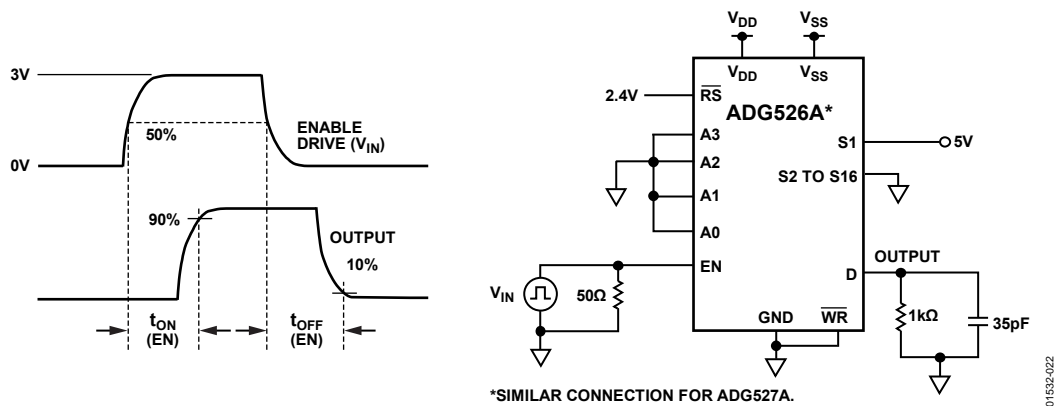 3V
50%
ENABLE
DRIVE (VIN)
0V
90%
OUTPUT
10%
tON
(EN)
tOFF
(EN)
VDD
VSS
VDD
VSS
2.4V
RS
ADG526A*
A3
A2
A1
A0
EN
S1
5V
S2 TO S16
OUTPUT
D
VIN
50Ω
GND
WR
1kΩ
35pF
*SIMILAR CONNECTION FOR ADG527A.
01532-022